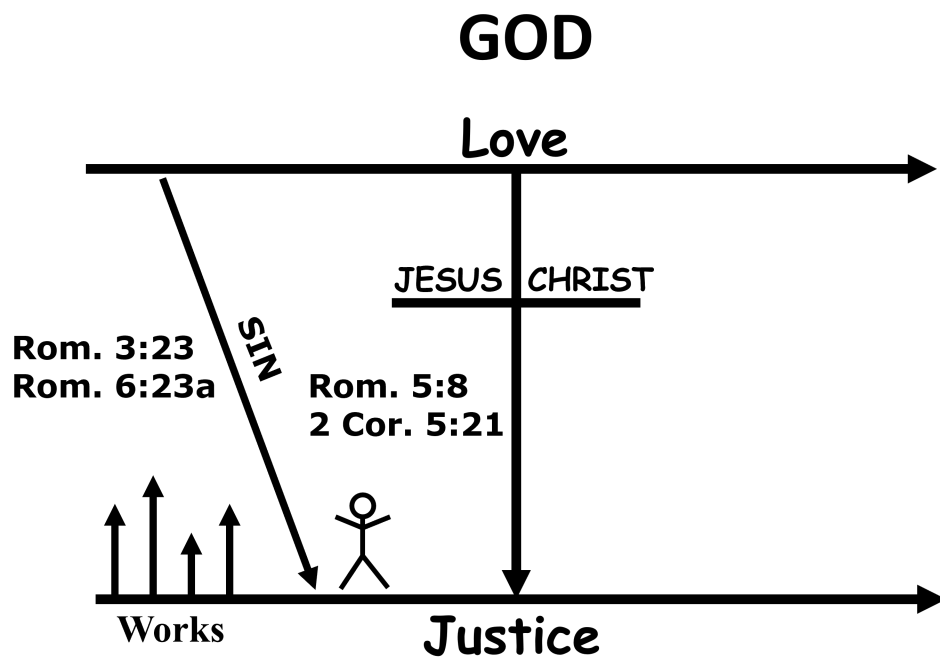 GOD
Love
JESUS CHRIST
SIN
Rom. 3:23
Rom. 6:23a
Rom. 5:8
2 Cor. 5:21
Works
Justice